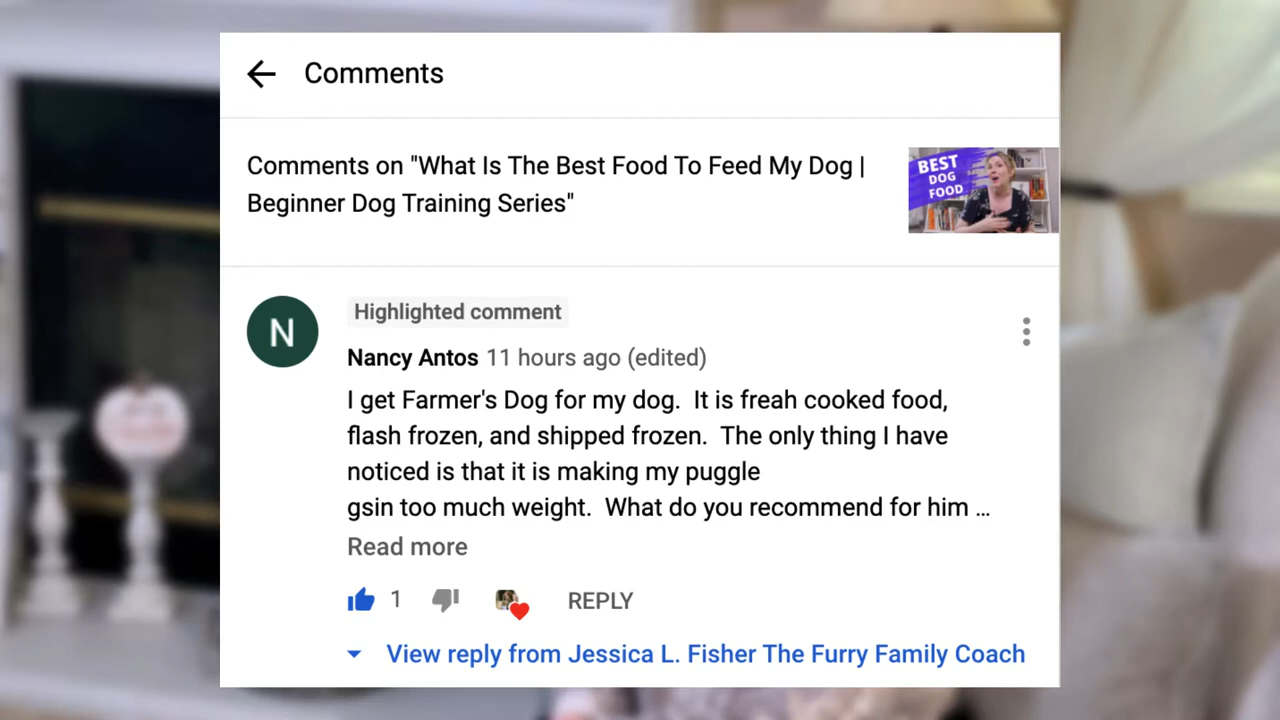 Comments
Comments on "What Is The Best Food To Feed My Dog |
Beginner Dog Training Series"
BEST
DOG
FOOD
Highlighted comment
N
Nancy Antos 11 hours ago (edited)
I get Farmer's Dog for my dog.  It is freah cooked food,
flash frozen, and shipped frozen.  The only thing I have
noticed is that it is making my puggle
gsin too much weight.  What do you recommend for him ...
Read more
1
REPLY
View reply from Jessica L. Fisher The Furry Family Coach